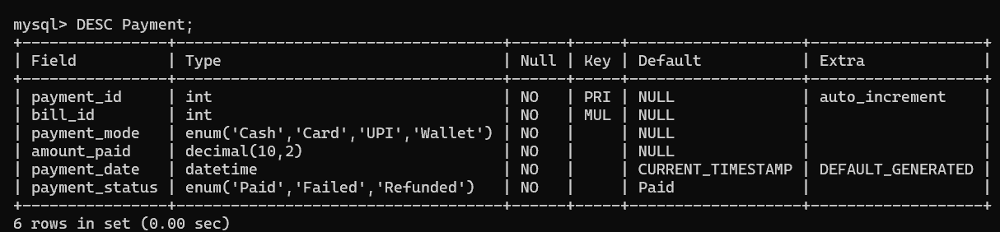 mysql> DESC Payment;
+----------------+-----------------------------------+------+-----+-------------------+-------------------+
| Field          | Type                              | Null | Key | Default           | Extra             |
+----------------+-----------------------------------+------+-----+-------------------+-------------------+
| payment_id     | int                               | NO   | PRI | NULL              | auto_increment    |
| bill_id        | int                               | NO   | MUL | NULL              |                   |
| payment_mode   | enum('Cash','Card','UPI','Wallet') | NO   |     | NULL              |                   |
| amount_paid    | decimal(10,2)                     | NO   |     | NULL              |                   |
| payment_date   | datetime                          | NO   |     | CURRENT_TIMESTAMP | DEFAULT_GENERATED |
| payment_status | enum('Paid','Failed','Refunded')  | NO   |     | Paid              |                   |
+----------------+-----------------------------------+------+-----+-------------------+-------------------+
6 rows in set (0.00 sec)